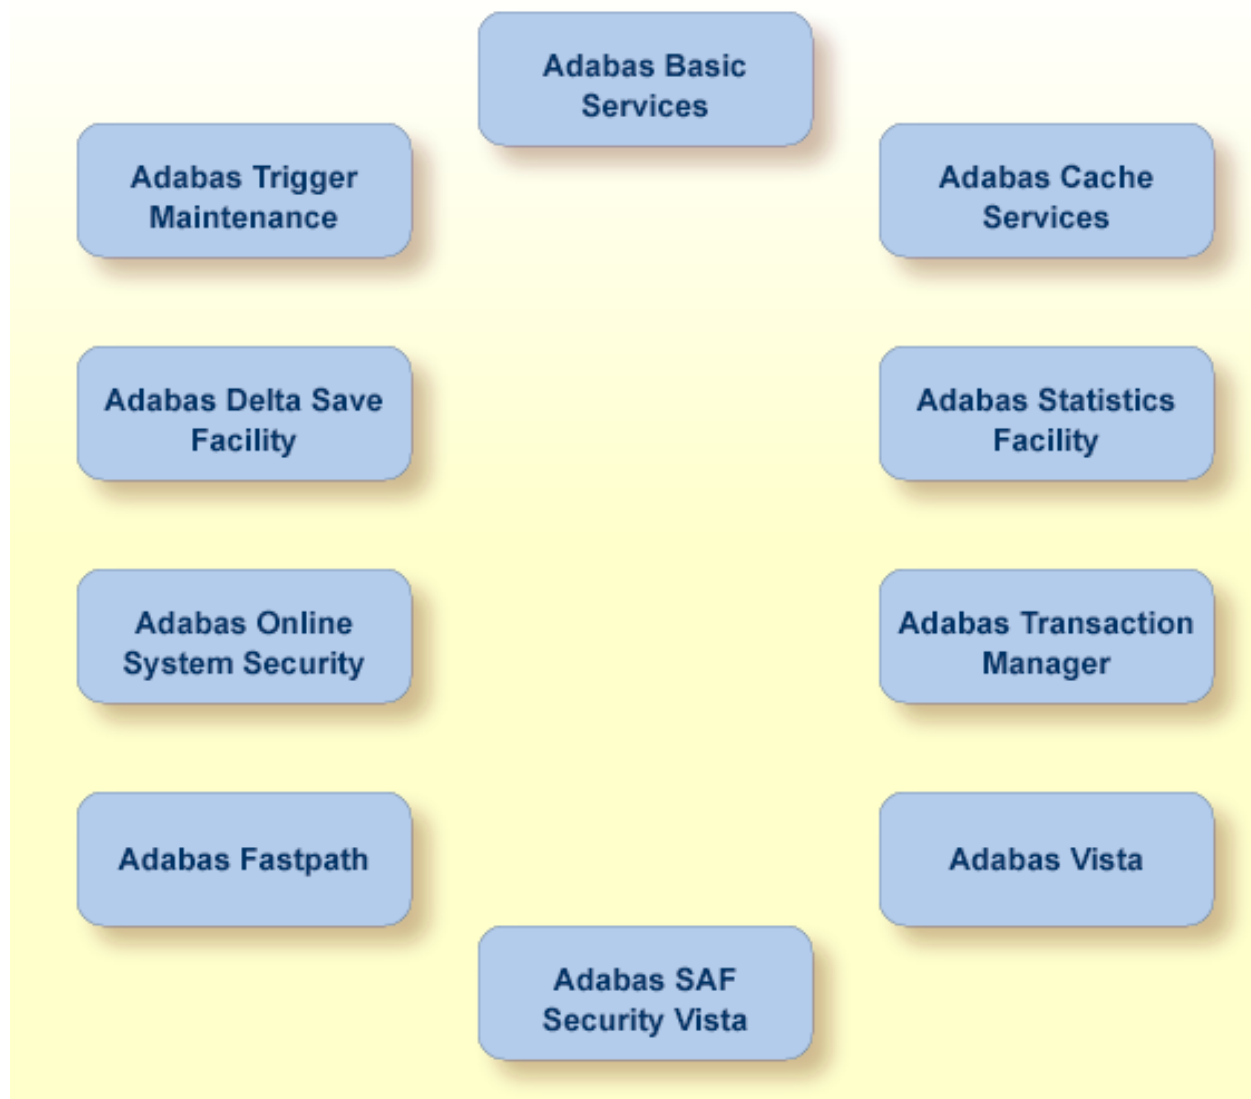 Adabas Basic
Services
Adabas Trigger
Maintenance
Adabas Cache
Services
Adabas Delta Save
Facility
Adabas Statistics
Facility
Adabas Online
System Security
Adabas Transaction
Manager
Adabas Fastpath
Adabas Vista
Adabas SAF
Security Vista